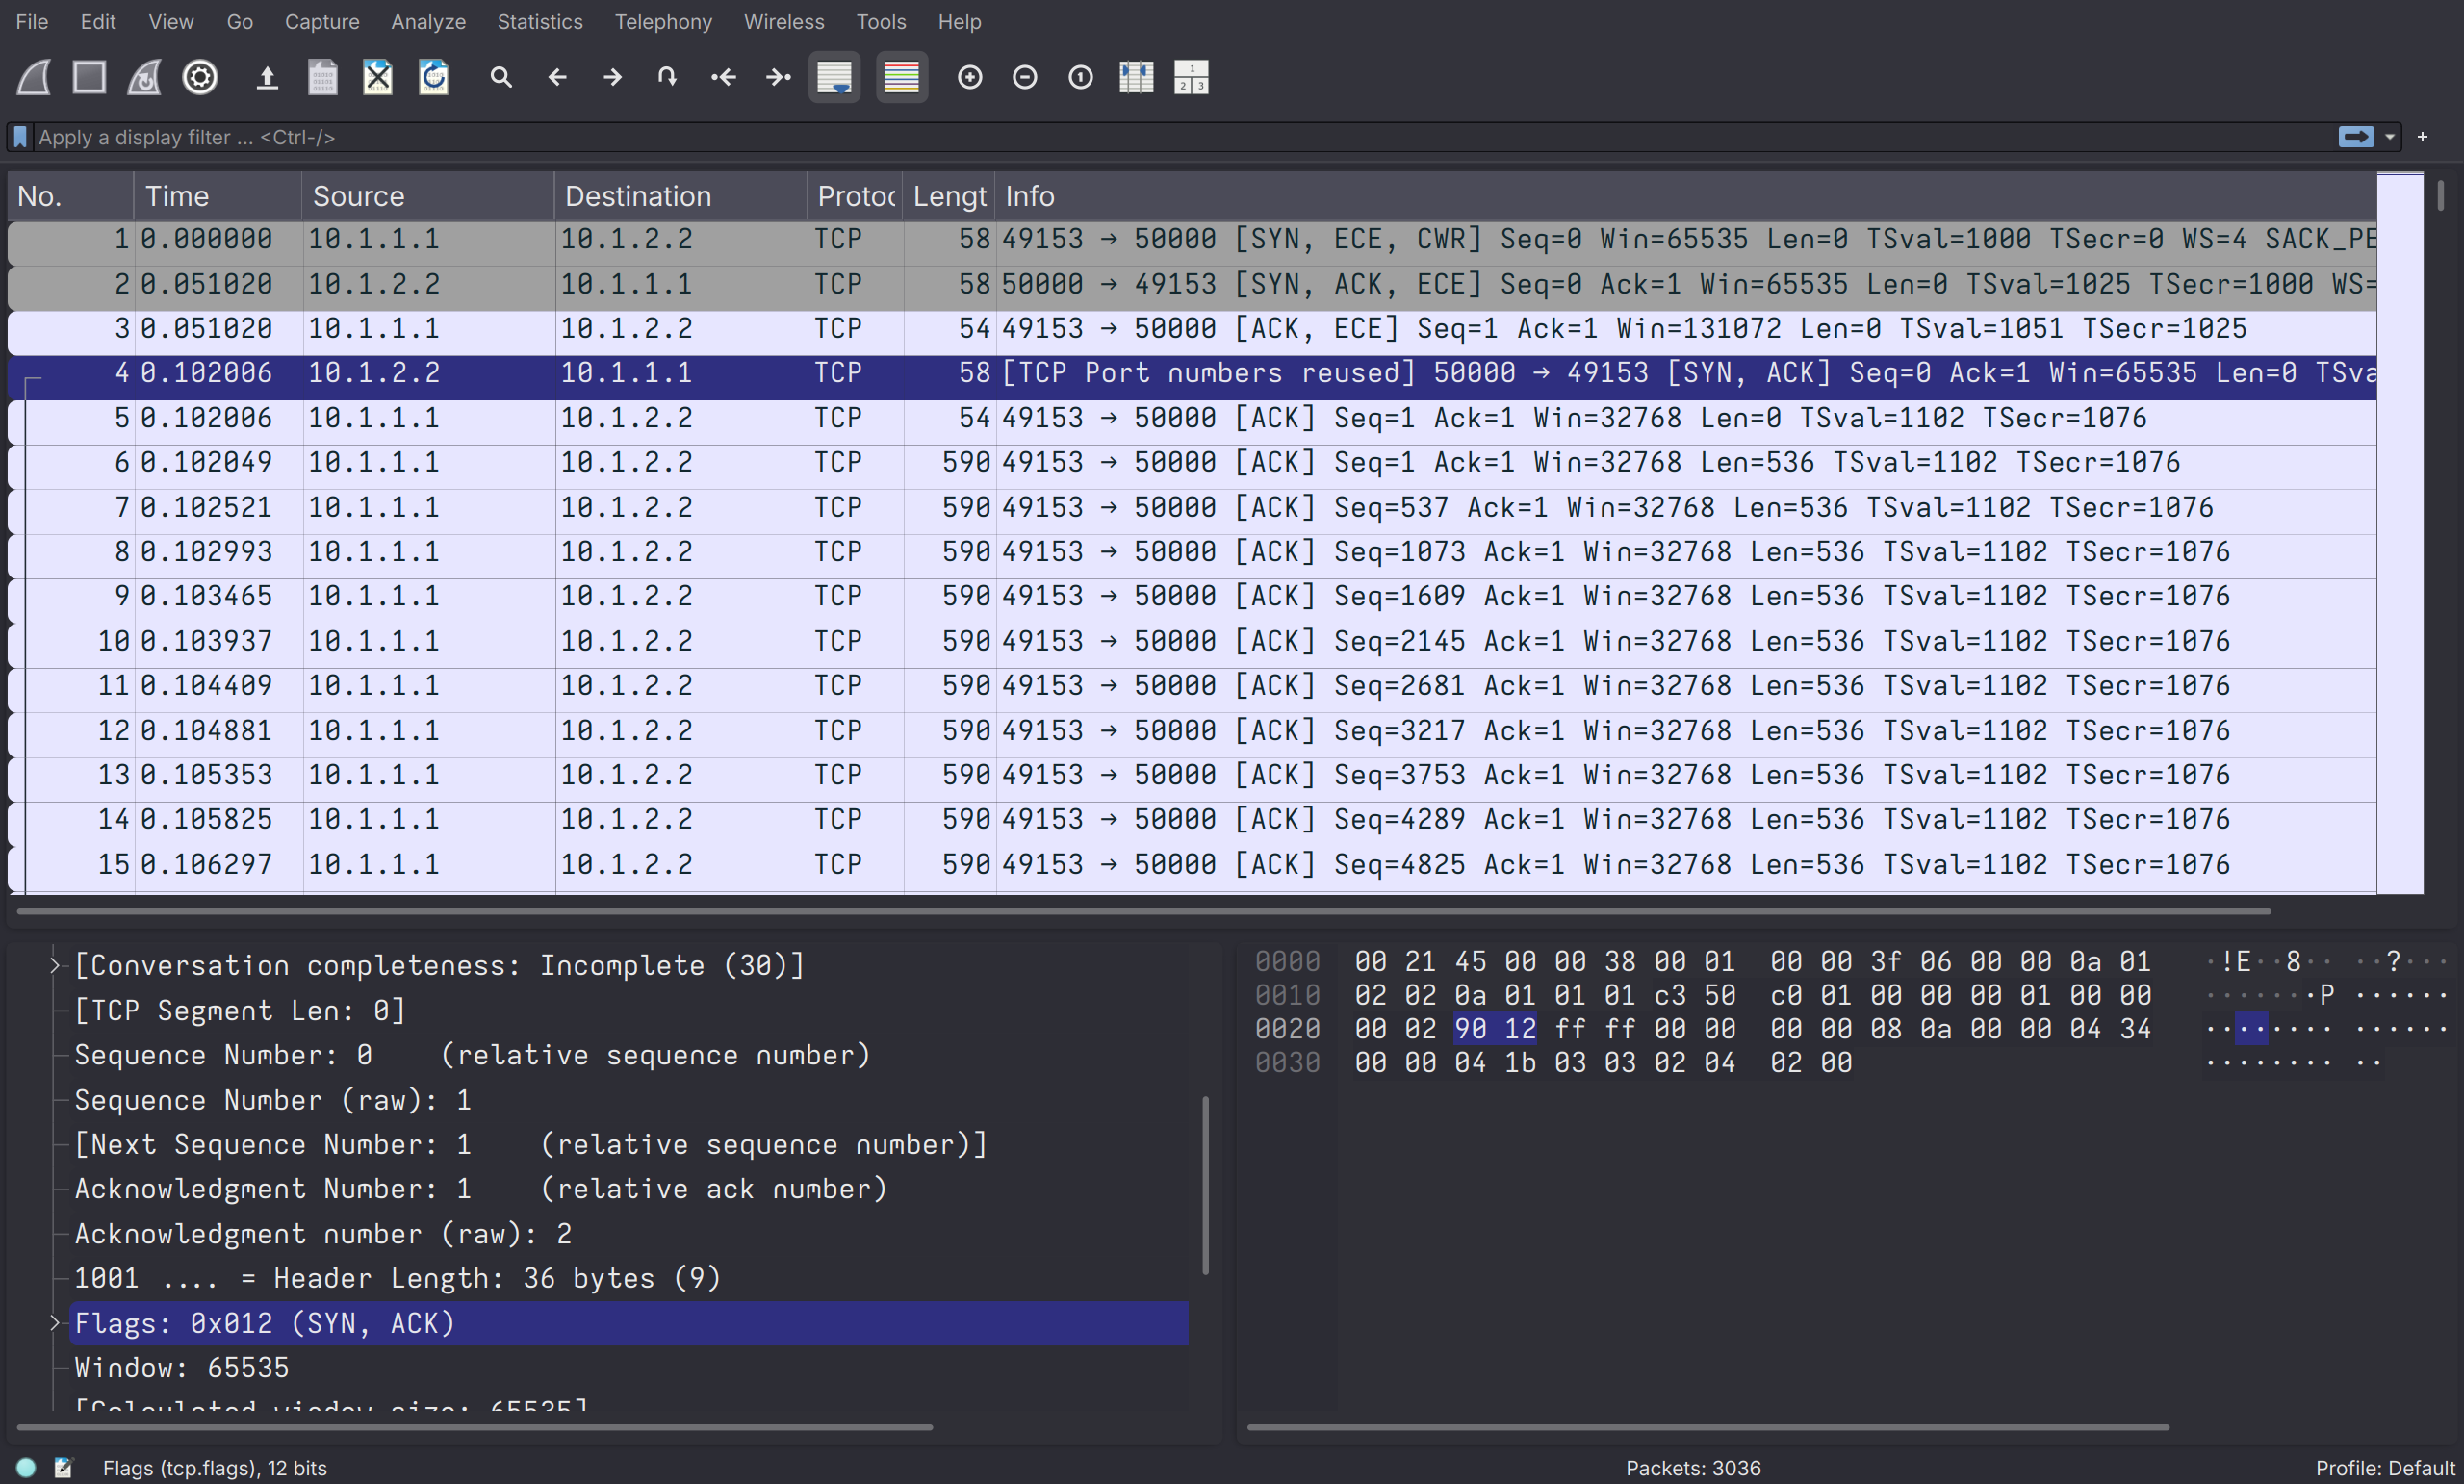 File Edit View Go Capture Analyze Statistics Telephony Wireless Tools Help
Apply a display filter ... <Ctrl-/>
No. Time Source Destination Protoc Lengt Info
1 0.000000 10.1.1.1 10.1.2.2 TCP 58 49153 → 50000 [SYN, ECE, CWR] Seq=0 Win=65535 Len=0 TSval=1000 TSecr=0 WS=4 SACK_PE
2 0.051020 10.1.2.2 10.1.1.1 TCP 58 50000 → 49153 [SYN, ACK, ECE] Seq=0 Ack=1 Win=65535 Len=0 TSval=1025 TSecr=1000 WS=
3 0.051020 10.1.1.1 10.1.2.2 TCP 54 49153 → 50000 [ACK, ECE] Seq=1 Ack=1 Win=131072 Len=0 TSval=1051 TSecr=1025
4 0.102006 10.1.2.2 10.1.1.1 TCP 58 [TCP Port numbers reused] 50000 → 49153 [SYN, ACK] Seq=0 Ack=1 Win=65535 Len=0 TSva
5 0.102006 10.1.1.1 10.1.2.2 TCP 54 49153 → 50000 [ACK] Seq=1 Ack=1 Win=32768 Len=0 TSval=1102 TSecr=1076
6 0.102049 10.1.1.1 10.1.2.2 TCP 590 49153 → 50000 [ACK] Seq=1 Ack=1 Win=32768 Len=536 TSval=1102 TSecr=1076
7 0.102521 10.1.1.1 10.1.2.2 TCP 590 49153 → 50000 [ACK] Seq=537 Ack=1 Win=32768 Len=536 TSval=1102 TSecr=1076
8 0.102993 10.1.1.1 10.1.2.2 TCP 590 49153 → 50000 [ACK] Seq=1073 Ack=1 Win=32768 Len=536 TSval=1102 TSecr=1076
9 0.103465 10.1.1.1 10.1.2.2 TCP 590 49153 → 50000 [ACK] Seq=1609 Ack=1 Win=32768 Len=536 TSval=1102 TSecr=1076
10 0.103937 10.1.1.1 10.1.2.2 TCP 590 49153 → 50000 [ACK] Seq=2145 Ack=1 Win=32768 Len=536 TSval=1102 TSecr=1076
11 0.104409 10.1.1.1 10.1.2.2 TCP 590 49153 → 50000 [ACK] Seq=2681 Ack=1 Win=32768 Len=536 TSval=1102 TSecr=1076
12 0.104881 10.1.1.1 10.1.2.2 TCP 590 49153 → 50000 [ACK] Seq=3217 Ack=1 Win=32768 Len=536 TSval=1102 TSecr=1076
13 0.105353 10.1.1.1 10.1.2.2 TCP 590 49153 → 50000 [ACK] Seq=3753 Ack=1 Win=32768 Len=536 TSval=1102 TSecr=1076
14 0.105825 10.1.1.1 10.1.2.2 TCP 590 49153 → 50000 [ACK] Seq=4289 Ack=1 Win=32768 Len=536 TSval=1102 TSecr=1076
15 0.106297 10.1.1.1 10.1.2.2 TCP 590 49153 → 50000 [ACK] Seq=4825 Ack=1 Win=32768 Len=536 TSval=1102 TSecr=1076
[Conversation completeness: Incomplete (30)]
[TCP Segment Len: 0]
Sequence Number: 0 (relative sequence number)
Sequence Number (raw): 1
[Next Sequence Number: 1 (relative sequence number)]
Acknowledgment Number: 1 (relative ack number)
Acknowledgment number (raw): 2
1001 .... = Header Length: 36 bytes (9)
Flags: 0x012 (SYN, ACK)
Window: 65535
[Calculated window size: 65535]
0000 00 21 45 00 00 38 00 01 00 00 3f 06 00 00 0a 01 ·!E··8·· ··?···
0010 02 02 0a 01 01 01 c3 50 c0 01 00 00 00 01 00 00 ·······P ······
0020 00 02 90 12 ff ff 00 00 00 00 08 0a 00 00 04 34 ········ ······
0030 00 00 04 1b 03 03 02 04 02 00 ········ ··
Flags (tcp.flags), 12 bits
Packets: 3036
Profile: Default